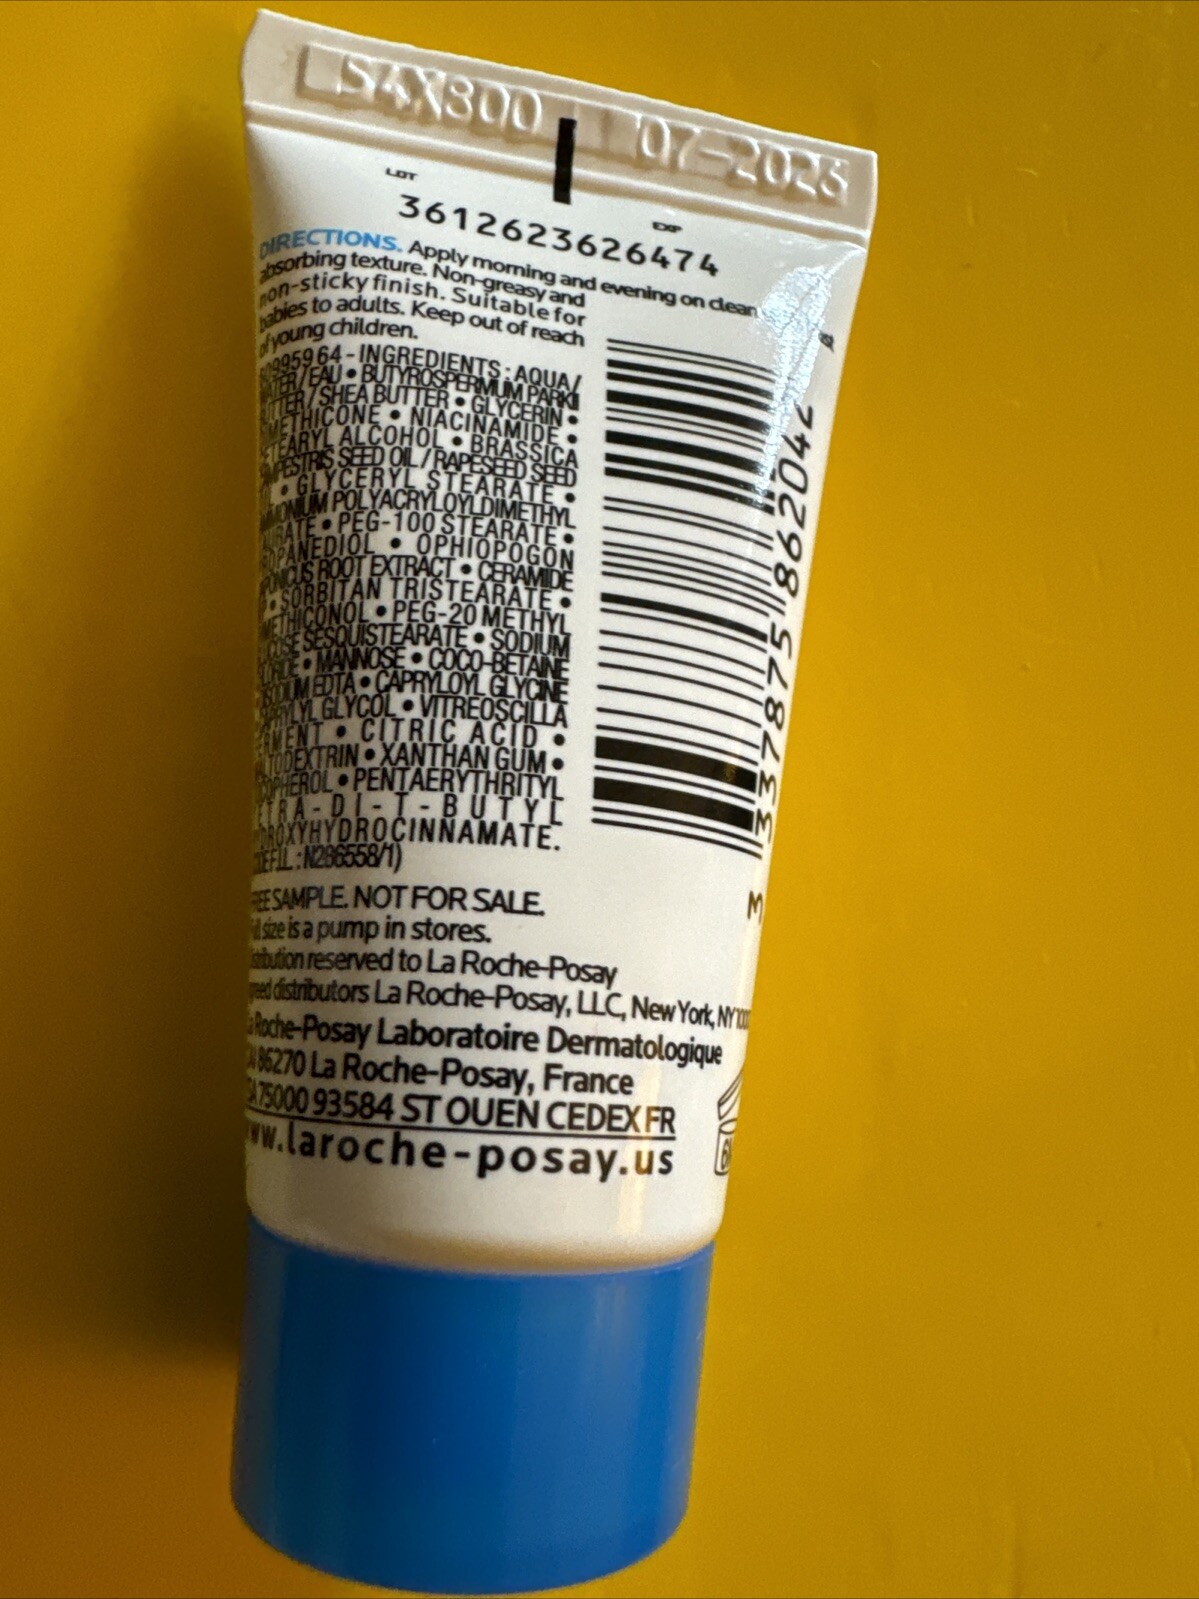 S4X800 07-2026
LOT
EXP
3612623626474
DIRECTIONS. Apply morning and evening on clean
absorbing texture. Non-greasy and
non-sticky finish. Suitable for
babies to adults. Keep out of reach
of young children.
64 - INGREDIENTS : AQUA /
WATER / EAU • BUTYROSPERMUM PARKII
BUTTER / SHEA BUTTER • GLYCERIN •
DIMETHICONE • NIACINAMIDE •
CETEARYL ALCOHOL • BRASSICA
CAMPESTRIS SEED OIL / RAPESEED SEED
• GLYCERYL STEARATE •
AMMONIUM POLYACRYLOYLDIMETHYL
TAURATE • PEG-100 STEARATE •
PROPANEDIOL • OPHIOPOGON
JAPONICUS ROOT EXTRACT • CERAMIDE
• SORBITAN TRISTEARATE •
DIMETHICONOL • PEG-20 METHYL
GLUCOSE SESQUISTEARATE • SODIUM
CHLORIDE • MANNOSE • COCO-BETAINE
DISODIUM EDTA • CAPRYLOYL GLYCINE
CAPRYLYL GLYCOL • VITREOSCILLA
FERMENT • CITRIC ACID •
MALTODEXTRIN • XANTHAN GUM •
TOCOPHEROL • PENTAERYTHRITYL
TETRA-DI-T-BUTYL
HYDROXYHYDROCINNAMATE.
CODE F.I.L. : N286558/1)
FREE SAMPLE. NOT FOR SALE.
Full size is a pump in stores.
Distribution reserved to La Roche-Posay
agreed distributors La Roche-Posay, LLC, New York, NY
La Roche-Posay Laboratoire Dermatologique
86270 La Roche-Posay, France
75000 93584 ST OUEN CEDEX FR
www.laroche-posay.us
3 337875 862042